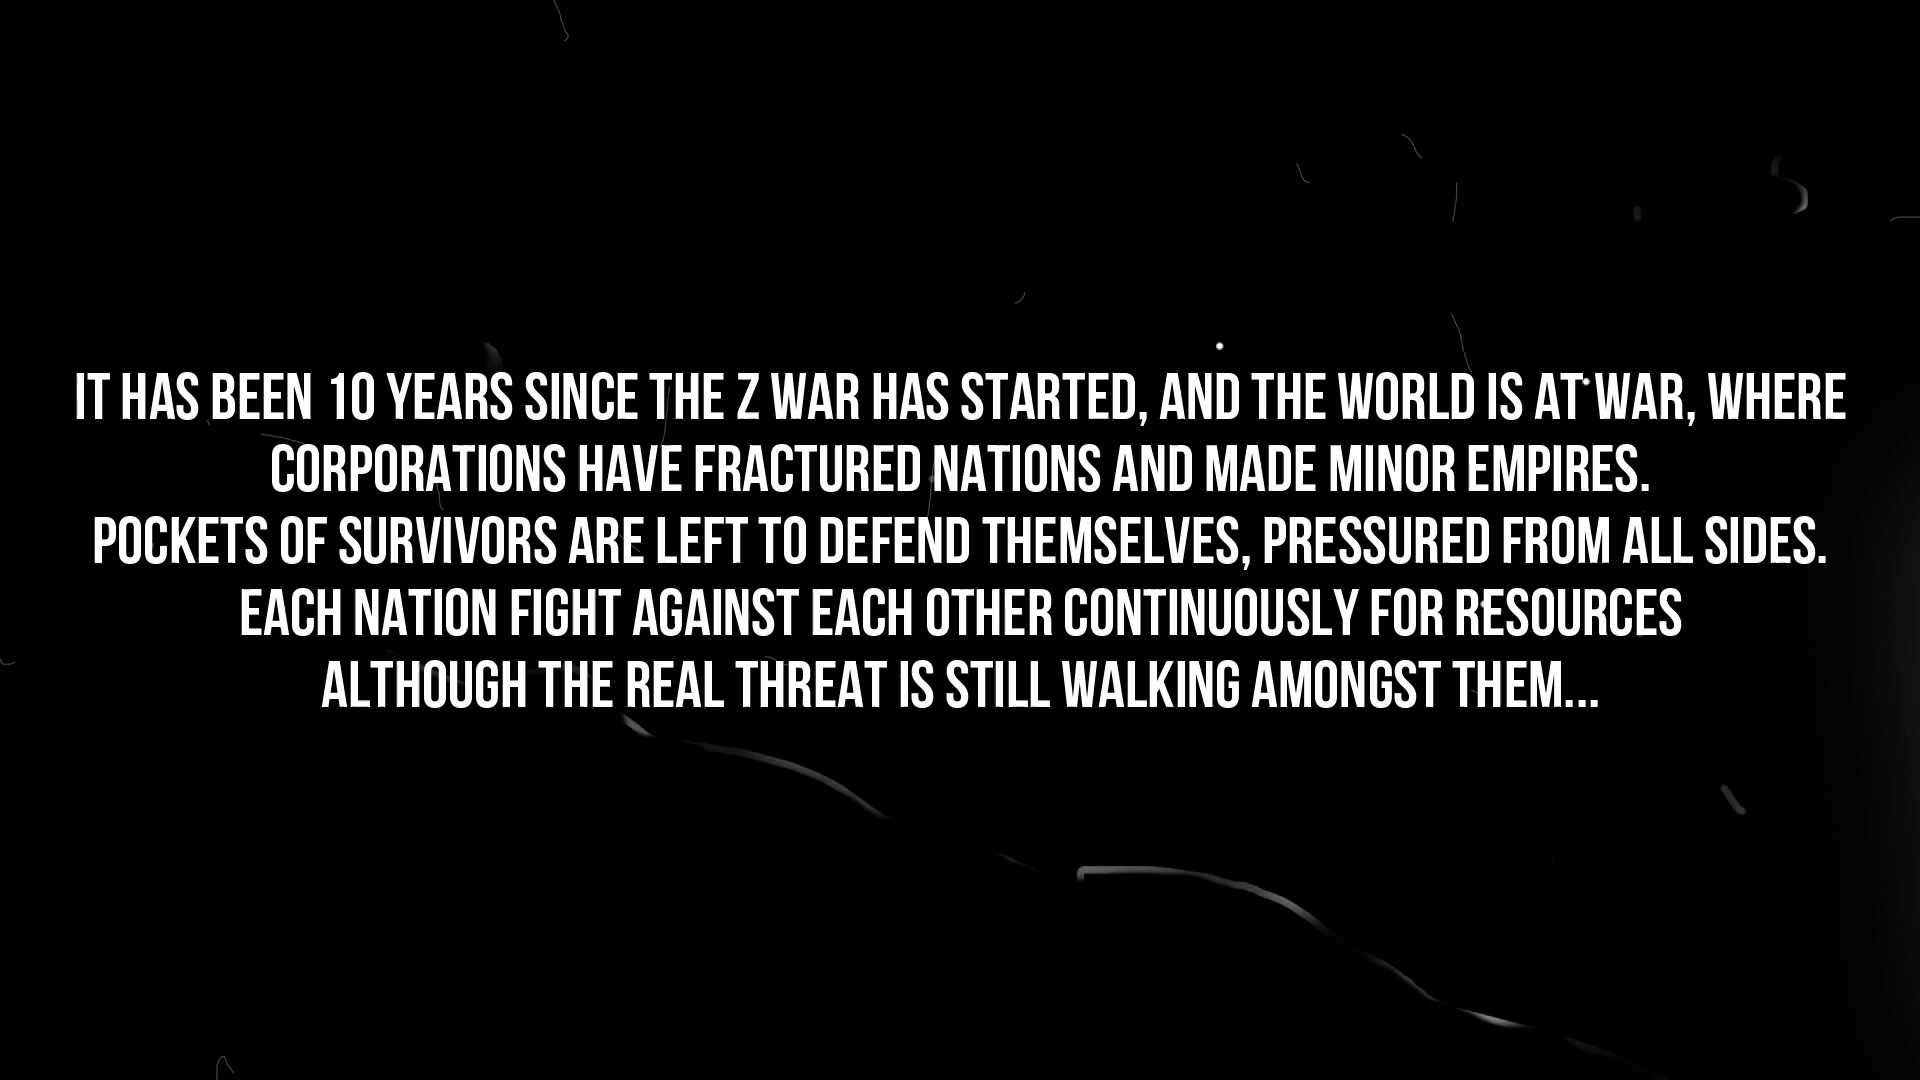 IT HAS BEEN 10 YEARS SINCE THE Z WAR HAS STARTED, AND THE WORLD IS AT WAR, WHERE
CORPORATIONS HAVE FRACTURED NATIONS AND MADE MINOR EMPIRES.
POCKETS OF SURVIVORS ARE LEFT TO DEFEND THEMSELVES, PRESSURED FROM ALL SIDES.
EACH NATION FIGHT AGAINST EACH OTHER CONTINUOUSLY FOR RESOURCES
ALTHOUGH THE REAL THREAT IS STILL WALKING AMONGST THEM...